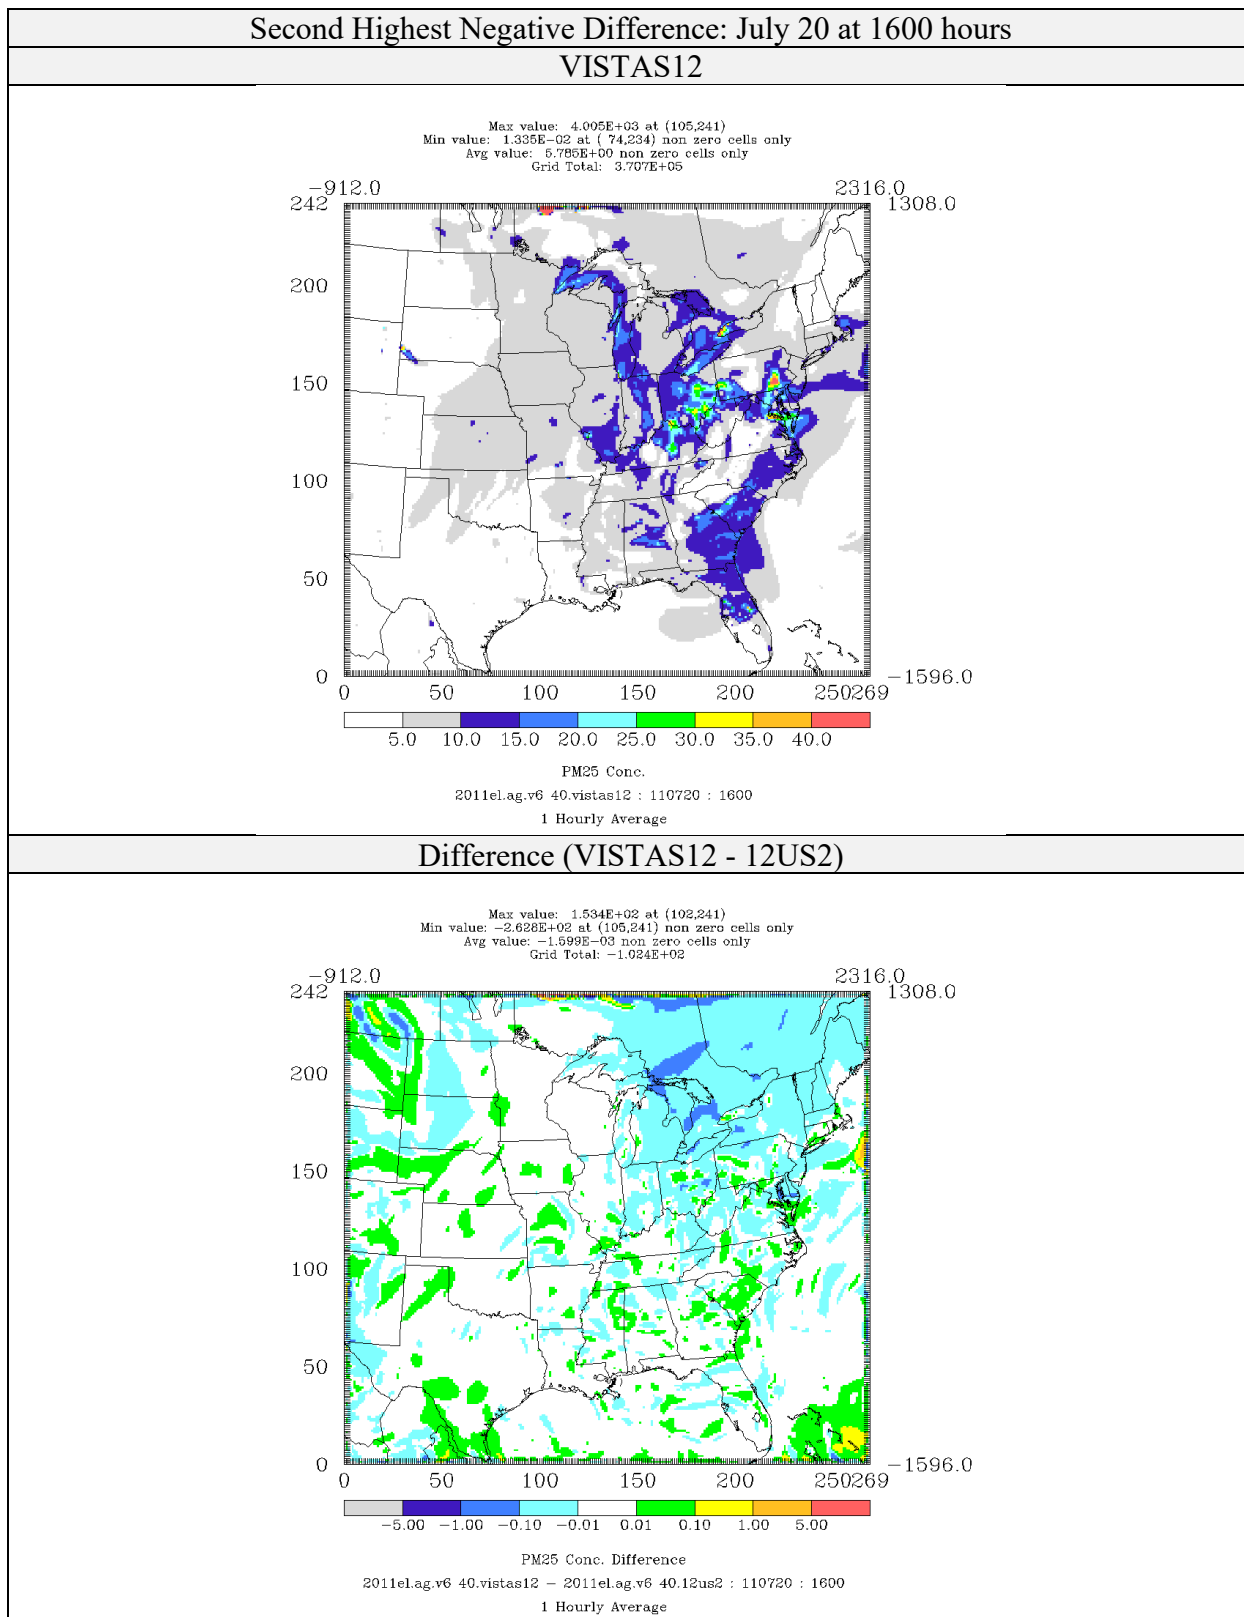 Second Highest Negative Difference: July 20 at 1600 hours
VISTAS12
Max value: 4.005E+03 at (105,241)
Min value: 1.335E-02 at ( 74,234) non zero cells only
Avg value: 5.785E+00 non zero cells only
Grid Total: 3.707E+05
-912.0 2316.0
242 1308.0
200
150
100
50
0 -1596.0
0 50 100 150 200 250269
5.0 10.0 15.0 20.0 25.0 30.0 35.0 40.0
PM25 Conc.
2011el.ag.v6 40.vistas12 : 110720 : 1600
1 Hourly Average
Difference (VISTAS12 - 12US2)
Max value: 1.534E+02 at (102,241)
Min value: -2.628E+02 at (105,241) non zero cells only
Avg value: -1.599E-03 non zero cells only
Grid Total: -1.024E+02
-912.0 2316.0
242 1308.0
200
150
100
50
0 -1596.0
0 50 100 150 200 250269
-5.00 -1.00 -0.10 -0.01 0.01 0.10 1.00 5.00
PM25 Conc. Difference
2011el.ag.v6 40.vistas12 - 2011el.ag.v6 40.12us2 : 110720 : 1600
1 Hourly Average